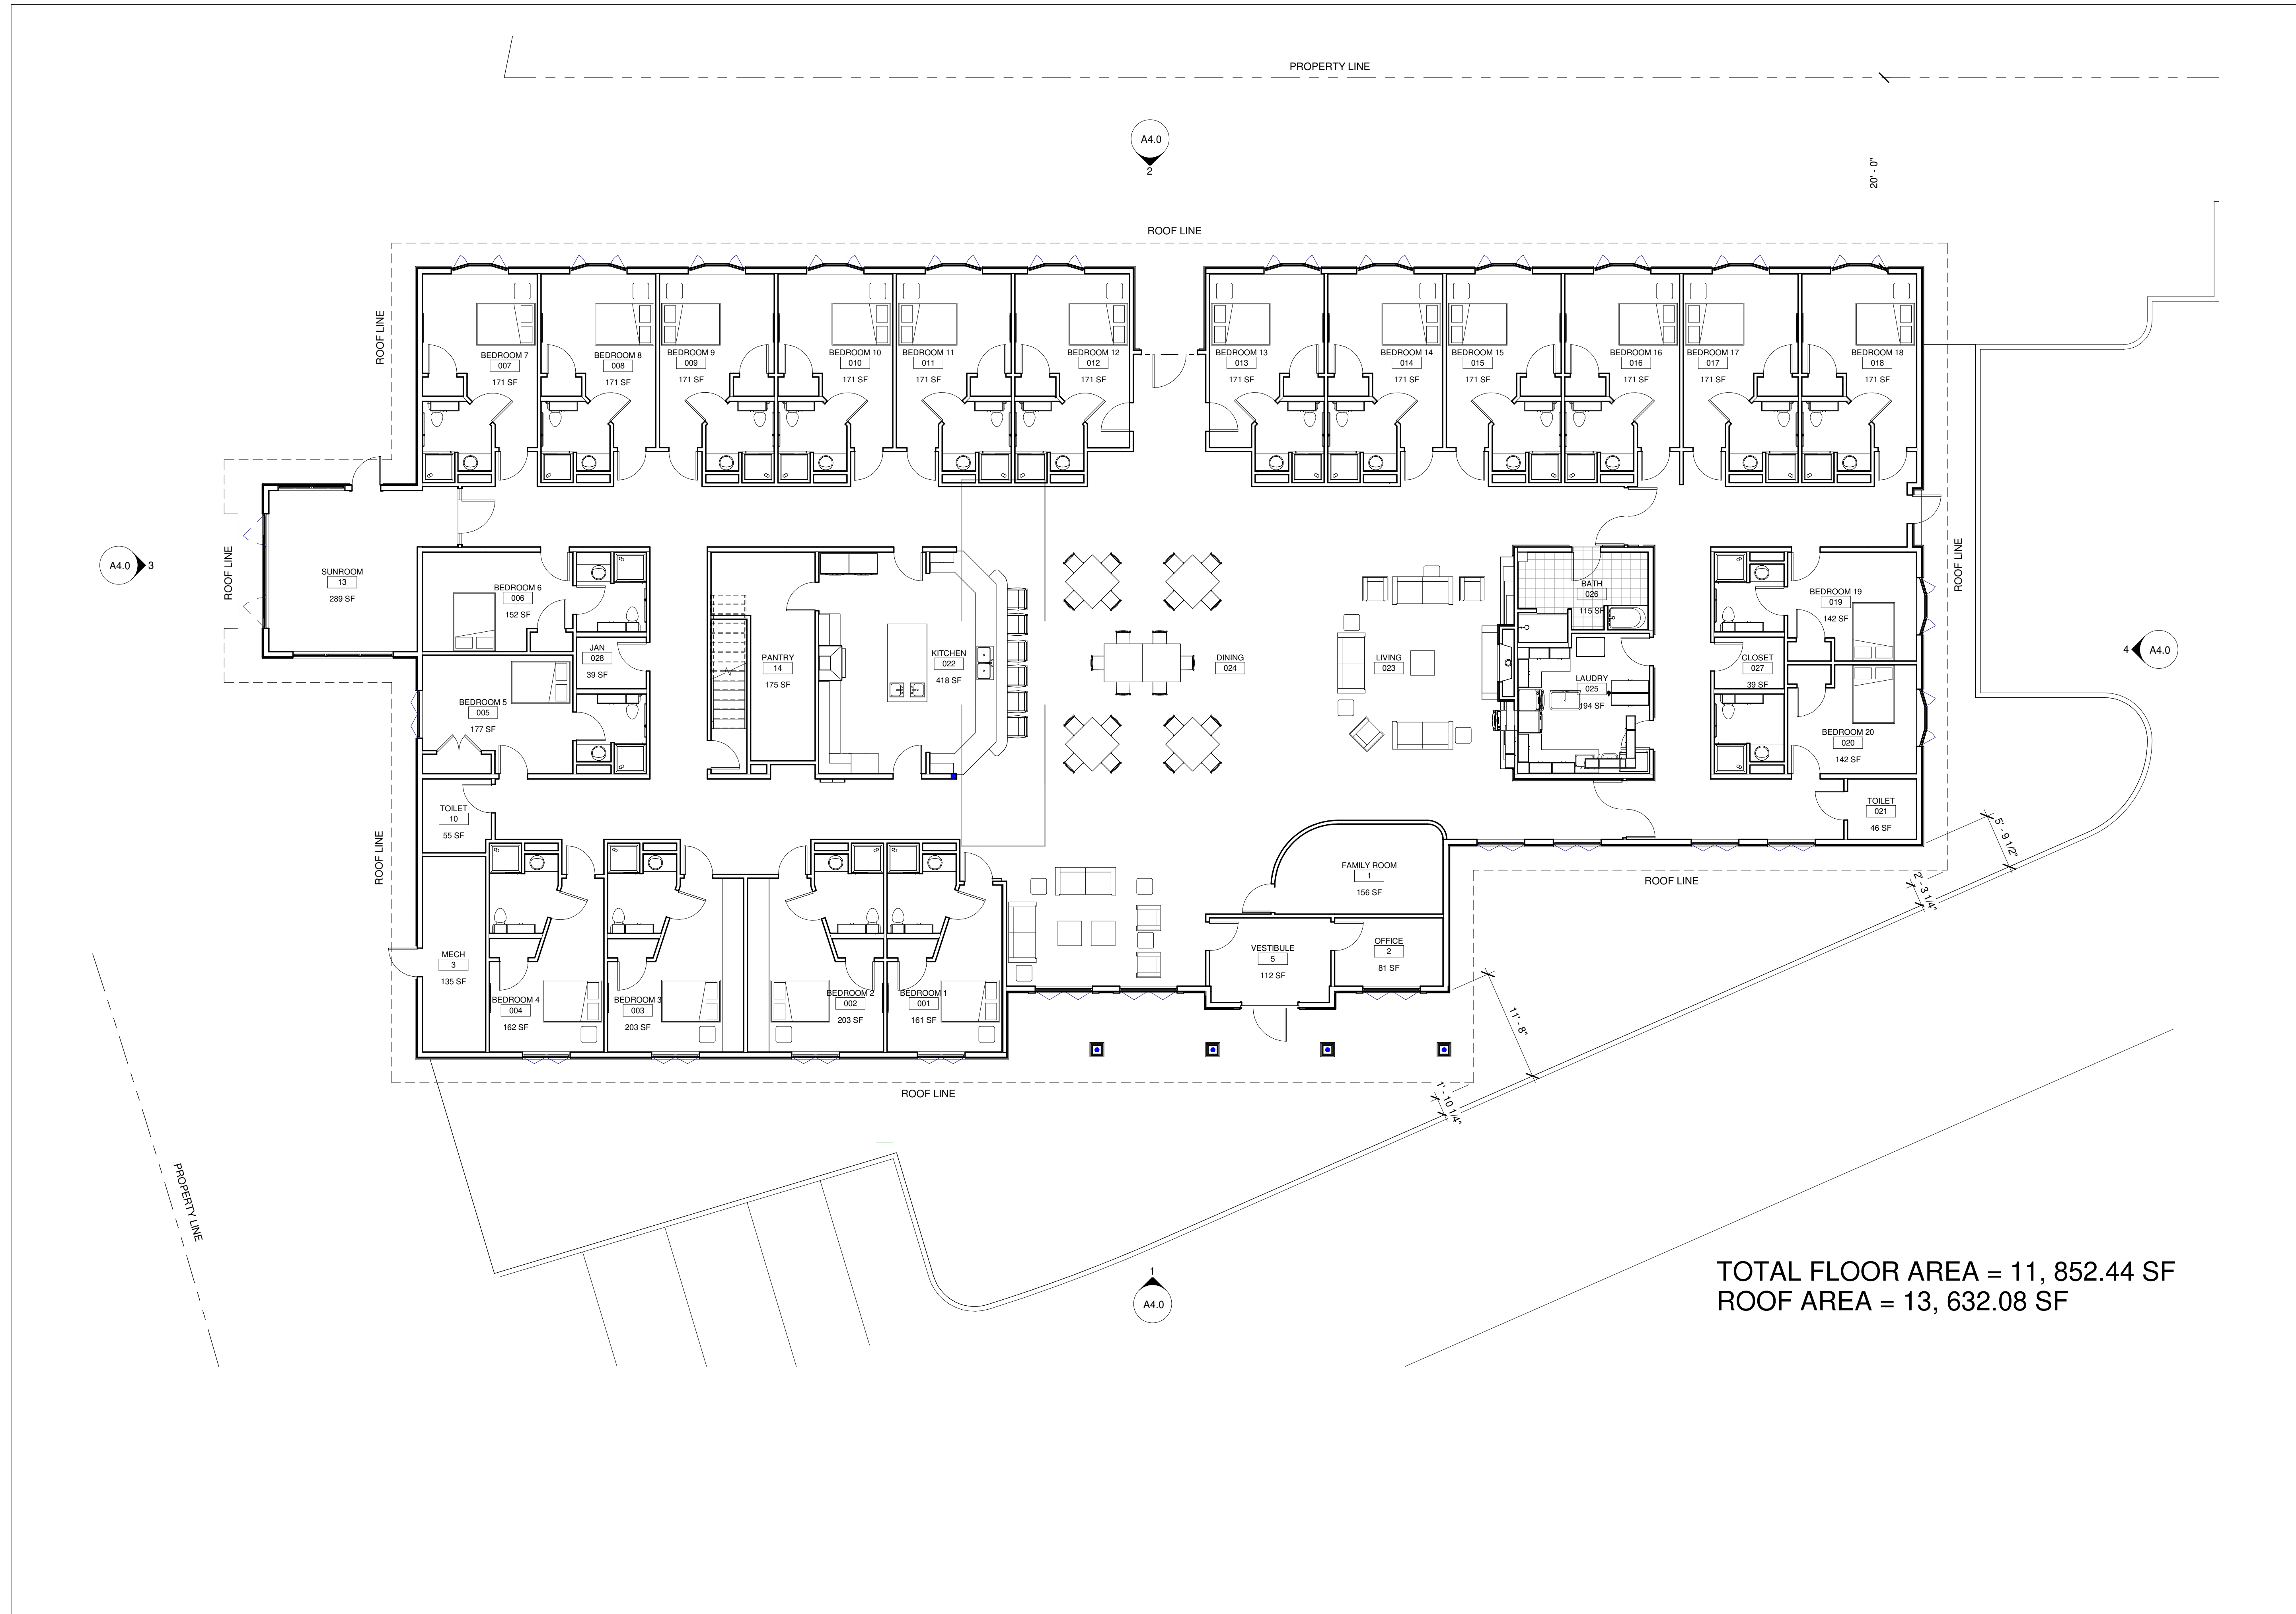 PROPERTY LINE
A4.0
2
20' - 0"
ROOF LINE
ROOF LINE
BEDROOM 7
007
171 SF
BEDROOM 8
008
171 SF
BEDROOM 9
009
171 SF
BEDROOM 10
010
171 SF
BEDROOM 11
011
171 SF
BEDROOM 12
012
171 SF
BEDROOM 13
013
171 SF
BEDROOM 14
014
171 SF
BEDROOM 15
015
171 SF
BEDROOM 16
016
171 SF
BEDROOM 17
017
171 SF
BEDROOM 18
018
171 SF
A4.0
3
ROOF LINE
SUNROOM
13
289 SF
BEDROOM 6
006
152 SF
JAN
028
39 SF
BEDROOM 5
005
177 SF
PANTRY
14
175 SF
KITCHEN
022
418 SF
DINING
024
LIVING
023
BATH
026
115 SF
LAUDRY
025
194 SF
CLOSET
027
39 SF
BEDROOM 19
019
142 SF
BEDROOM 20
020
142 SF
ROOF LINE
4
A4.0
TOILET
10
55 SF
TOILET
021
46 SF
ROOF LINE
FAMILY ROOM
1
156 SF
ROOF LINE
5' - 9 1/2"
2' - 3 1/4"
MECH
3
135 SF
BEDROOM 4
004
162 SF
BEDROOM 3
003
203 SF
BEDROOM 2
002
203 SF
BEDROOM 1
001
161 SF
VESTIBULE
5
112 SF
OFFICE
2
81 SF
11' - 8"
1' - 10 1/4"
ROOF LINE
PROPERTY LINE
1
A4.0
TOTAL FLOOR AREA = 11, 852.44 SF
ROOF AREA = 13, 632.08 SF